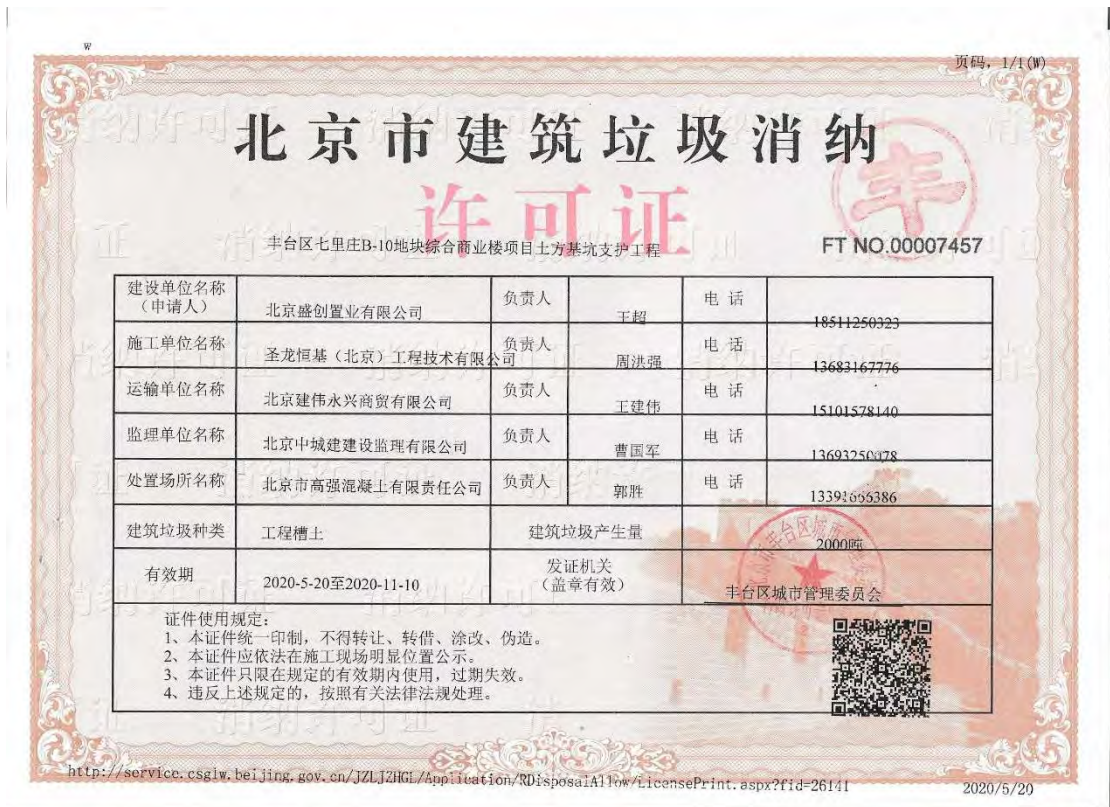 w
页码，1/1(W)
北京市建筑垃圾消纳
许可证
丰
丰台区七里庄B-10地块综合商业楼项目土方基坑支护工程
FT NO.00007457
建设单位名称
（申请人）
北京盛创置业有限公司
负责人
王超
电 话
18511250323
施工单位名称
圣龙恒基（北京）工程技术有限公司
负责人
周洪强
电 话
13683167776
运输单位名称
北京建伟永兴商贸有限公司
负责人
王建伟
电 话
15101578140
监理单位名称
北京中城建建设监理有限公司
负责人
曹国军
电 话
13693250078
处置场所名称
北京市高强混凝土有限责任公司
负责人
郭胜
电 话
建筑垃圾种类
工程槽土
建筑垃圾产生量
2000吨
有效期
2020-5-20至2020-11-10
发证机关
（盖章有效）
丰台区城市管理委员会
证件使用规定：
1、本证件统一印制，不得转让、转借、涂改、伪造。
2、本证件应依法在施工现场明显位置公示。
3、本证件只限在规定的有效期内使用，过期失效。
4、违反上述规定的，按照有关法律法规处理。
http://service.csglw.beijing.gov.cn/JZLJZHGL/Application/RDisposalAllow/LicensePrint.aspx?fid=26141
2020/5/20